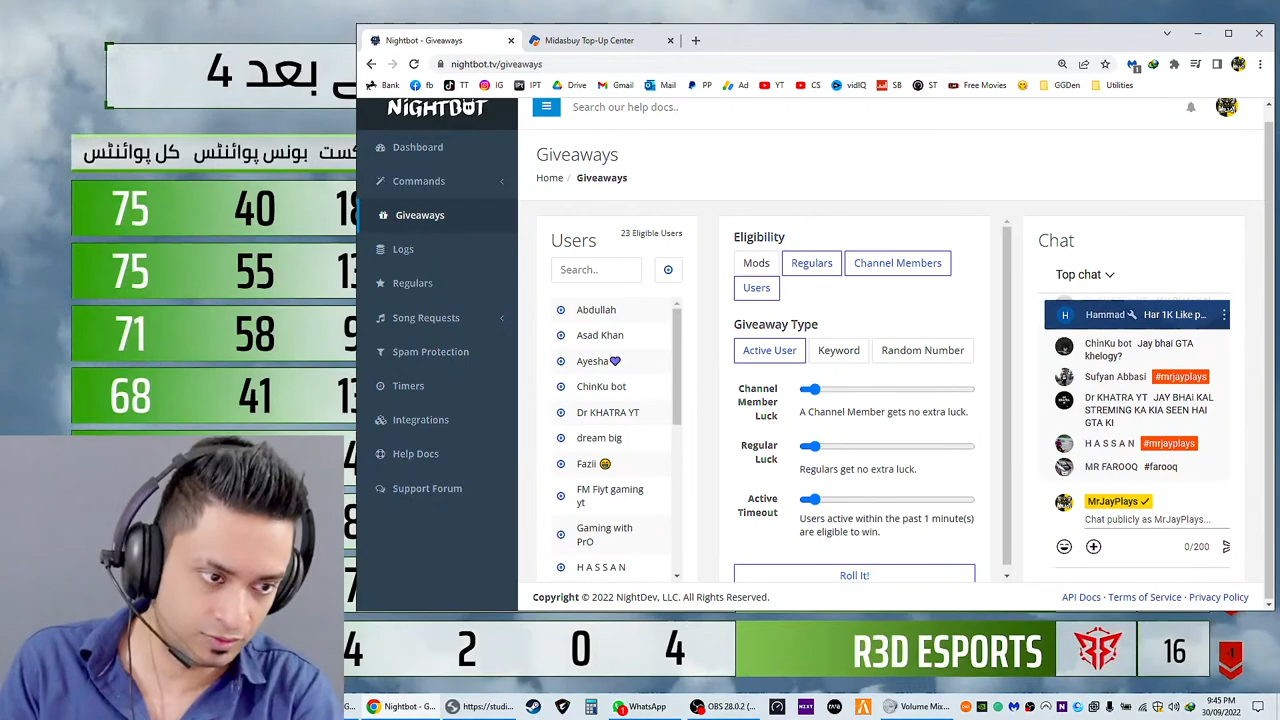 بعد 4
کل پوائنٹس
بونس پوائنٹس
75
40
75
55
71
58
68
41
Nightbot - Giveaways
Midasbuy Top-Up Center
nightbot.tv/giveaways
Bank
fb
TT
IG
IPT
Drive
Gmail
Mail
PP
Ad
YT
CS
vidIQ
SB
ST
Free Movies
GGDen
Utilities
NIGHTBOT
Search our help docs..
Dashboard
Commands
Giveaways
Logs
Regulars
Song Requests
Spam Protection
Timers
Integrations
Help Docs
Support Forum
Giveaways
Home / Giveaways
Users
23 Eligible Users
Search..
Abdullah
Asad Khan
Ayesha💜
ChinKu bot
Dr KHATRA YT
dream big
Fazii 😁
FM Fiyt gaming
yt
Gaming with
PrO
H A S S A N
Eligibility
Mods
Regulars
Channel Members
Users
Giveaway Type
Active User
Keyword
Random Number
Channel
Member
Luck
A Channel Member gets no extra luck.
Regular
Luck
Regulars get no extra luck.
Active
Timeout
Users active within the past 1 minute(s)
are eligible to win.
Roll It!
Chat
Top chat
H Hammad Har 1K Like p...
ChinKu bot Jay bhai GTA
khelogy?
Sufyan Abbasi #mrjayplays
Dr KHATRA YT JAY BHAi KAL
STREMING KA KIA SEEN HAI
GTA KI
H A S S A N #mrjayplays
MR FAROOQ #farooq
MrJayPlays
Chat publicly as MrJayPlays...
0/200
Copyright © 2022 NightDev, LLC. All Rights Reserved.
API Docs · Terms of Service · Privacy Policy
4
2
0
4
R3D ESPORTS
16
-1
Nightbot - G...
https://studi...
WhatsApp
OBS 28.0.2 (...
NIXT
Volume Mix...
9:45 PM
30/09/2022